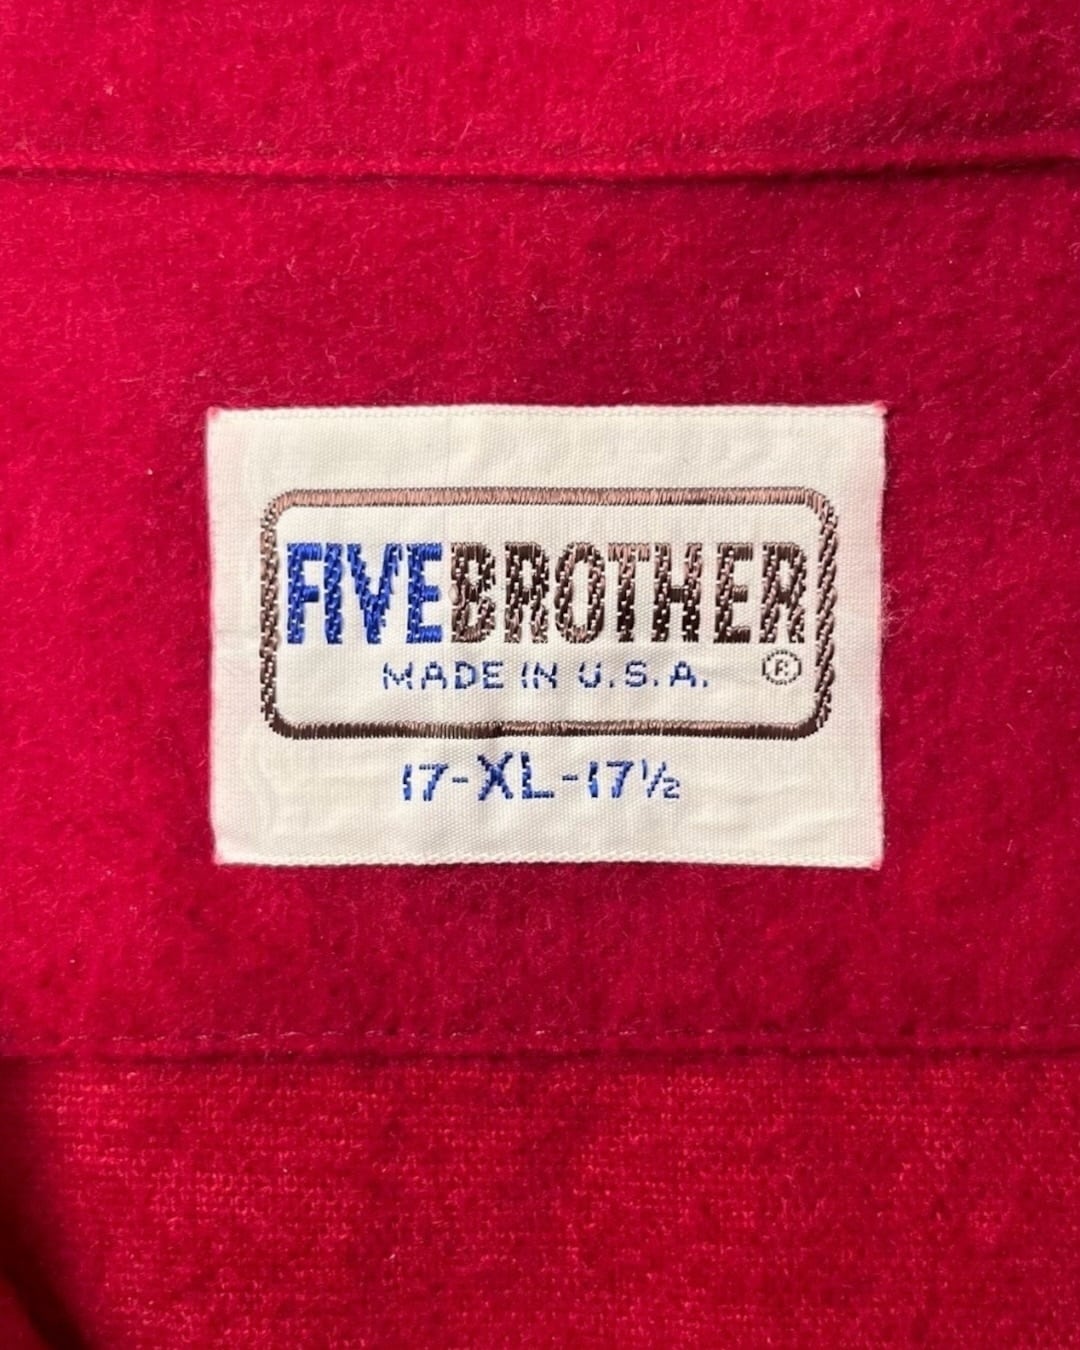 FIVEBROTHER
MADE IN U.S.A. ®
17-XL-17½